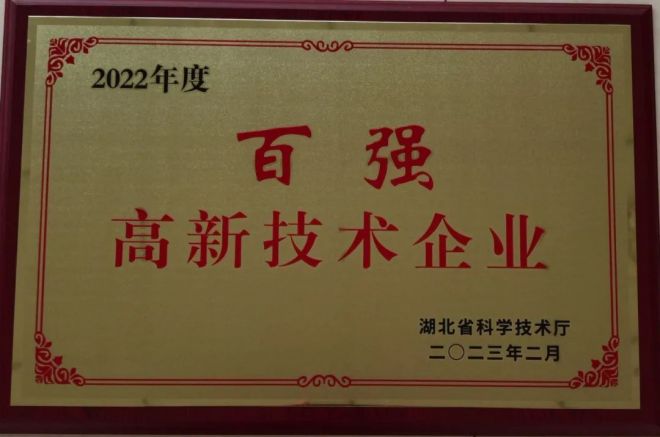 2022年度
百强
高新技术企业
湖北省科学技术厅
二〇二三年二月